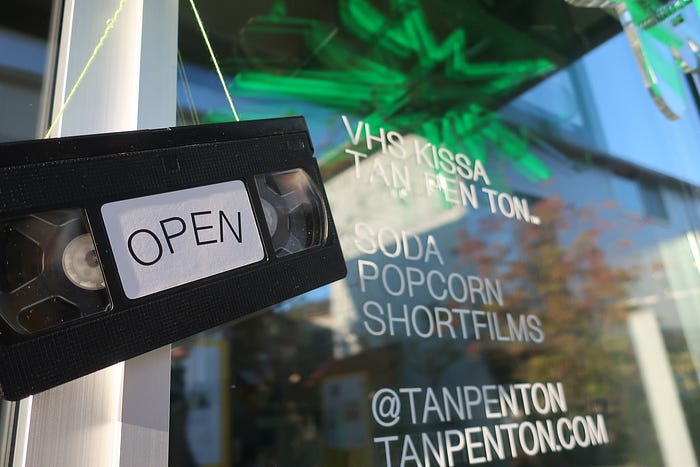 OPEN
VHS KISSA
TAN PEN TON...
SODA
POPCORN
SHORTFILMS
@TANPENTON
TANPENTON.COM